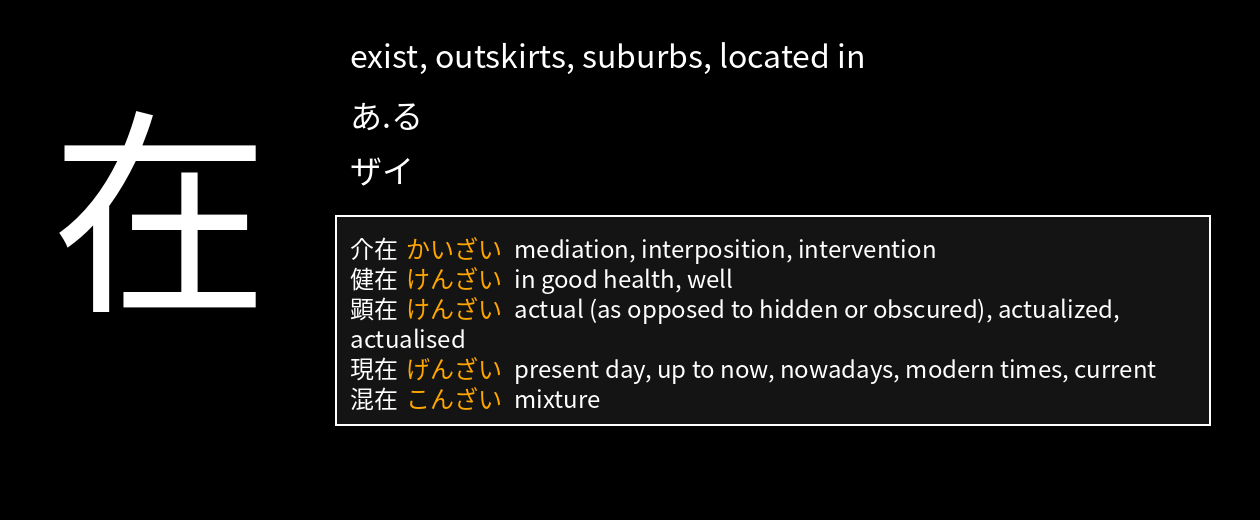 在
exist, outskirts, suburbs, located in
あ.る
ザイ
介在 かいざい mediation, interposition, intervention
健在 けんざい in good health, well
顕在 けんざい actual (as opposed to hidden or obscured), actualized,
actualised
現在 げんざい present day, up to now, nowadays, modern times, current
混在 こんざい mixture